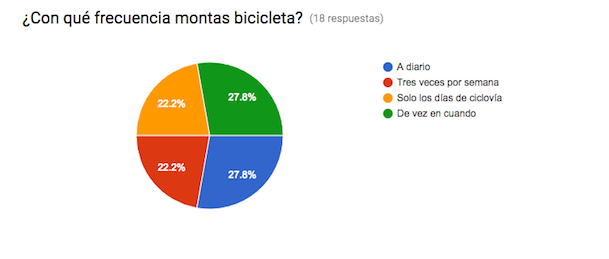 ¿Con qué frecuencia montas bicicleta? (18 respuestas)
A diario
Tres veces por semana
Solo los días de ciclovía
De vez en cuando
22.2%
27.8%
22.2%
27.8%